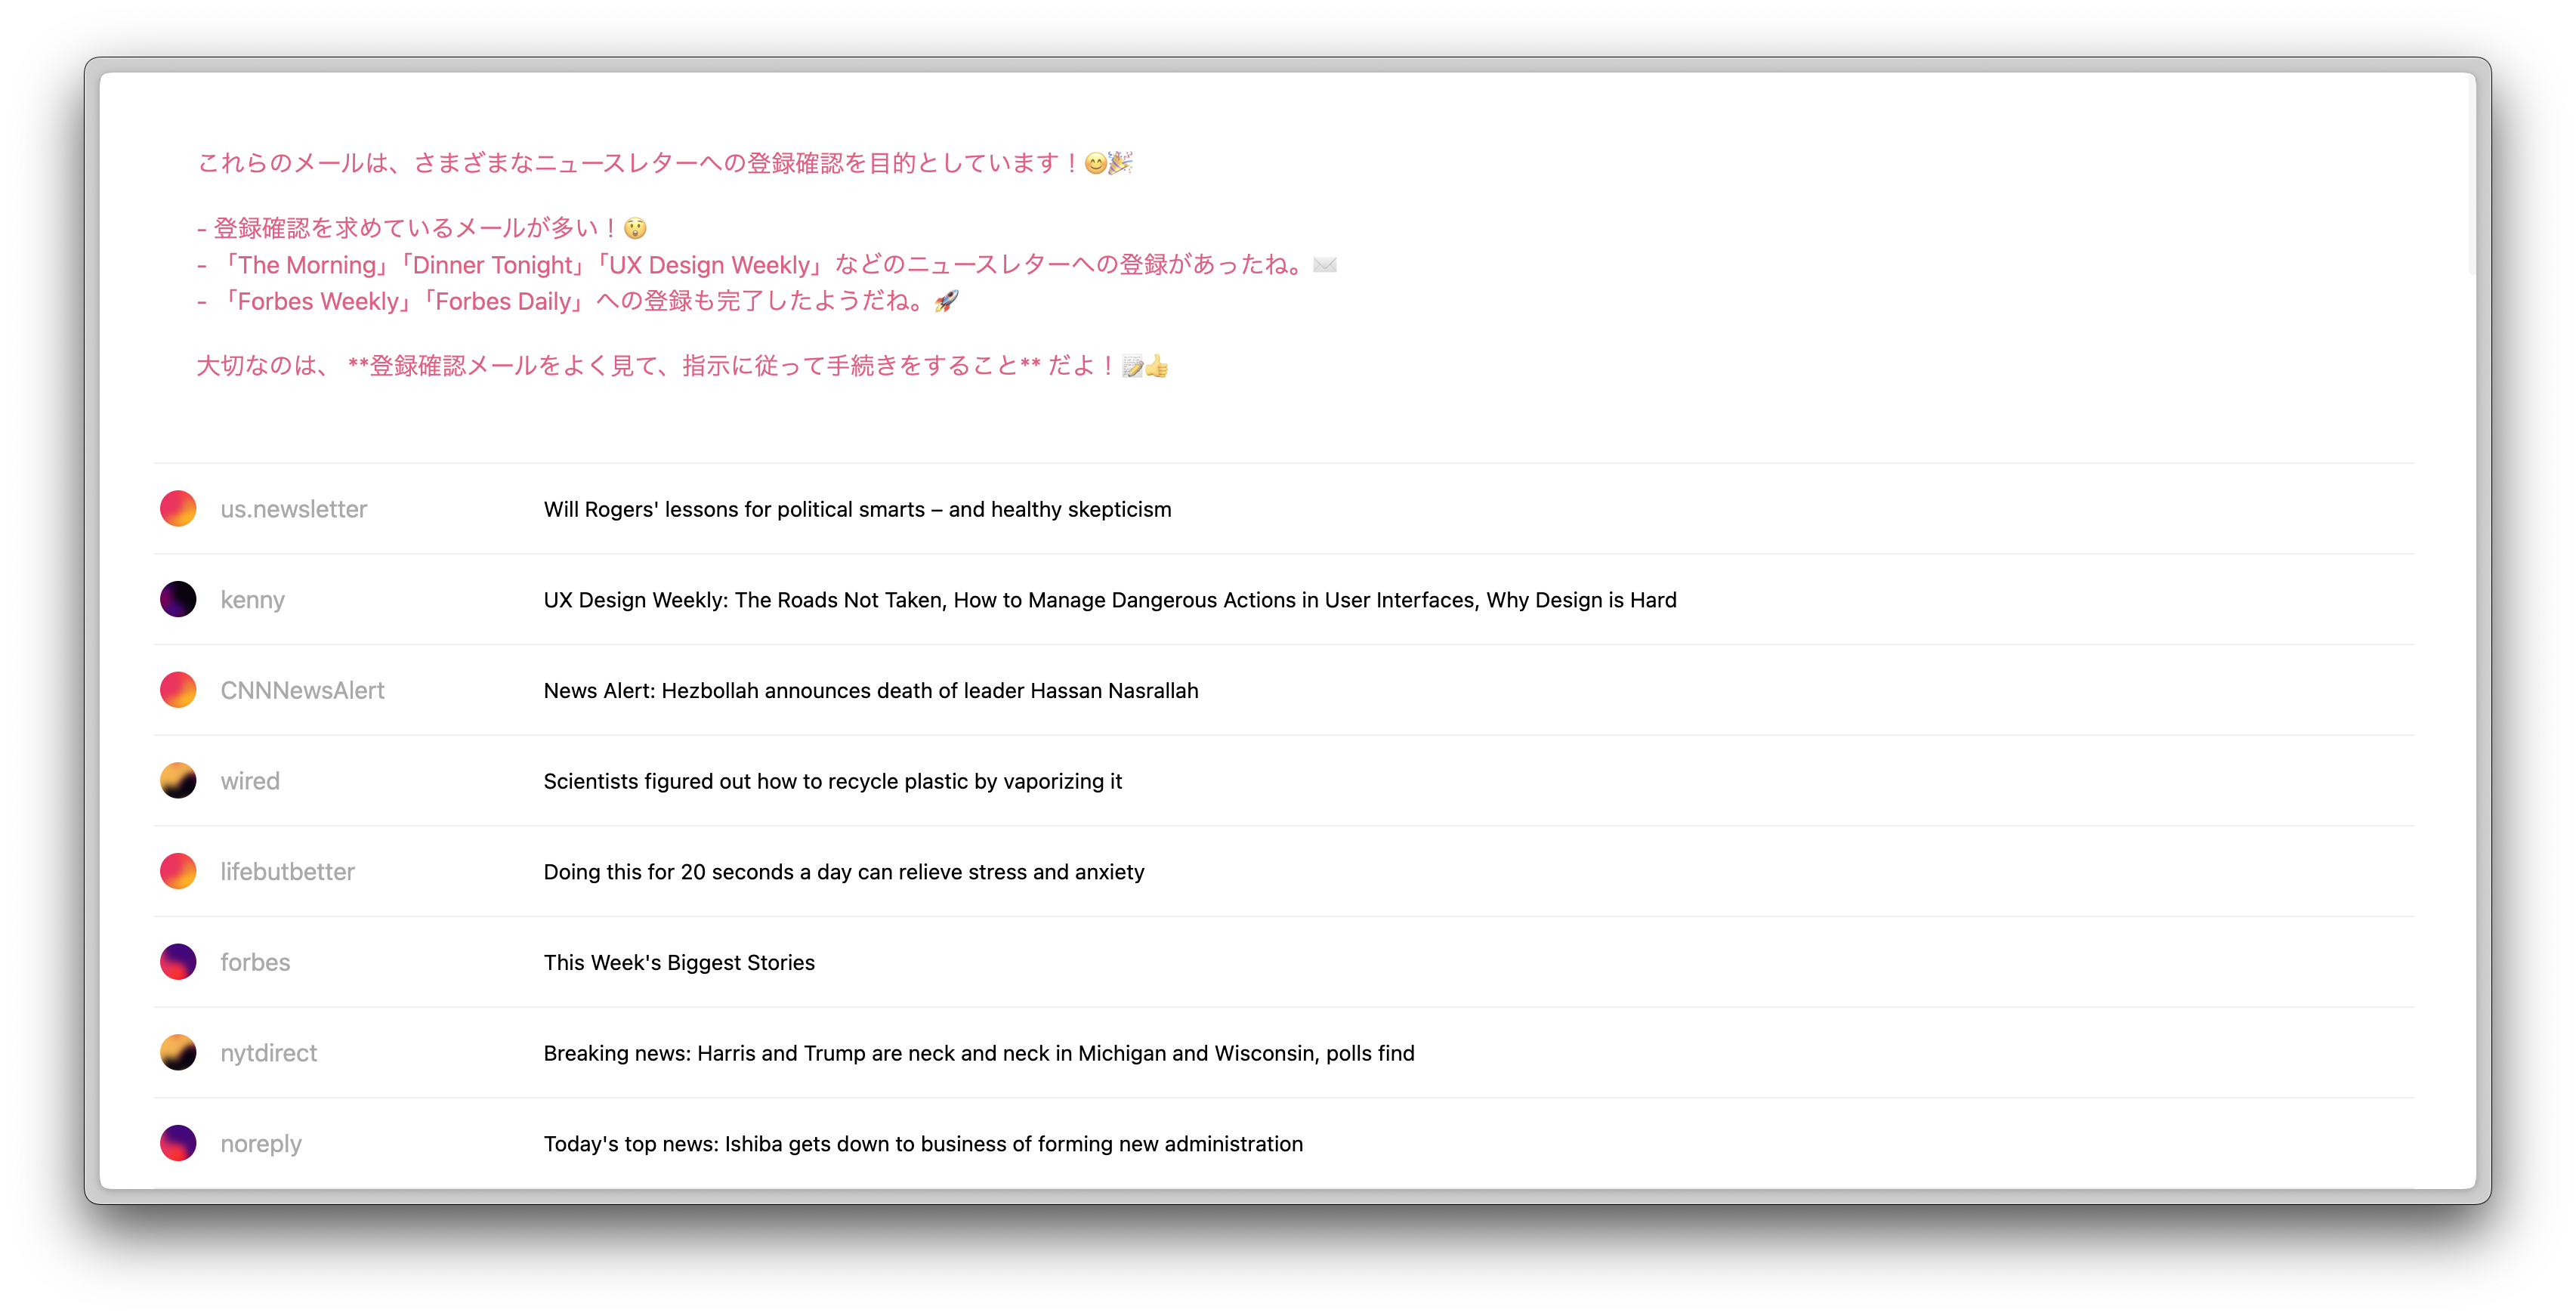 これらのメールは、さまざまなニュースレターへの登録確認を目的としています！😊🎉
- 登録確認を求めているメールが多い！😲
- 「The Morning」「Dinner Tonight」「UX Design Weekly」などのニュースレターへの登録があったね。✉️
- 「Forbes Weekly」「Forbes Daily」への登録も完了したようだね。🚀
大切なのは、 **登録確認メールをよく見て、指示に従って手続きをすること** だよ！📝👍
us.newsletter Will Rogers' lessons for political smarts – and healthy skepticism
kenny UX Design Weekly: The Roads Not Taken, How to Manage Dangerous Actions in User Interfaces, Why Design is Hard
CNNNewsAlert News Alert: Hezbollah announces death of leader Hassan Nasrallah
wired Scientists figured out how to recycle plastic by vaporizing it
lifebutbetter Doing this for 20 seconds a day can relieve stress and anxiety
forbes This Week's Biggest Stories
nytdirect Breaking news: Harris and Trump are neck and neck in Michigan and Wisconsin, polls find
noreply Today's top news: Ishiba gets down to business of forming new administration